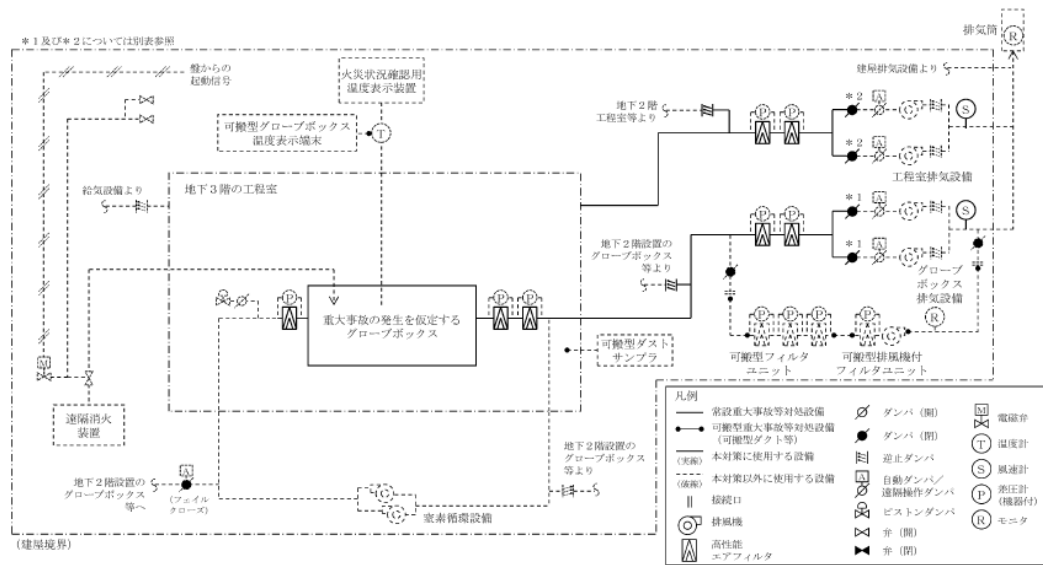 ＊1及び＊2については別表参照
盤からの
起動信号
火災状況確認用
温度表示装置
可搬型グローブボックス
温度表示端末
T
排気筒
R
建屋排気設備より
地下2階
工程室等より
P
P
＊2
A
＊2
A
S
工程室排気設備
給気設備より
地下3階の工程室
地下2階設置の
グローブボックス
等より
P
P
＊1
A
＊1
A
S
グローブ
ボックス
排気設備
R
P
重大事故の発生を仮定する
グローブボックス
P
P
可搬型ダスト
サンプラ
P
P
P
P
可搬型フィルタ
ユニット
可搬型排風機付
フィルタユニット
M
遠隔消火
装置
地下2階設置の
グローブボックス
等へ
A
(フェイル
クローズ)
窒素循環設備
地下2階設置の
グローブボックス
等より
(建屋境界)
凡例
常設重大事故等対処設備
可搬型重大事故等対処設備
(可搬型ダクト等)
(実線)
本対策に使用する設備
(破線)
本対策以外に使用する設備
接続口
排風機
高性能
エアフィルタ
ダンパ（開）
ダンパ（閉）
逆止ダンパ
A
自動ダンパ／
遠隔操作ダンパ
ピストンダンパ
弁（開）
弁（閉）
M
電磁弁
T
温度計
S
風速計
P
差圧計
(機器付)
R
モニタ